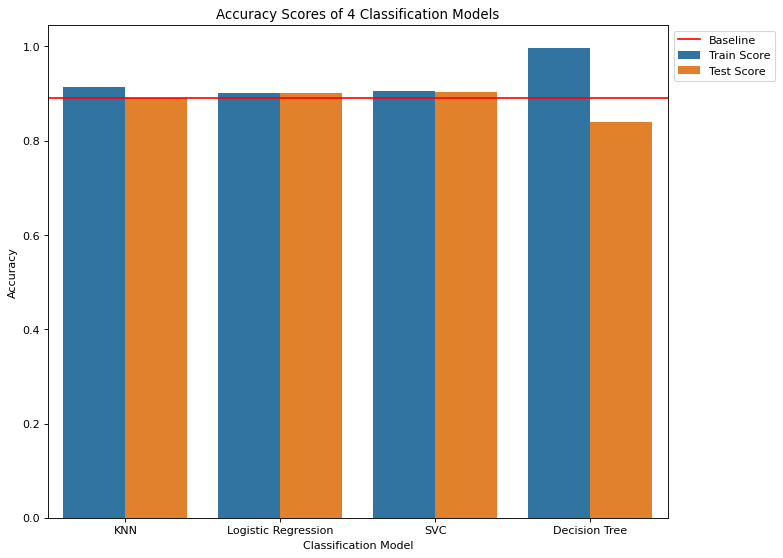 Accuracy Scores of 4 Classification Models
Baseline
Train Score
Test Score
1.0
0.8
0.6
0.4
0.2
0.0
Accuracy
KNN
Logistic Regression
SVC
Decision Tree
Classification Model